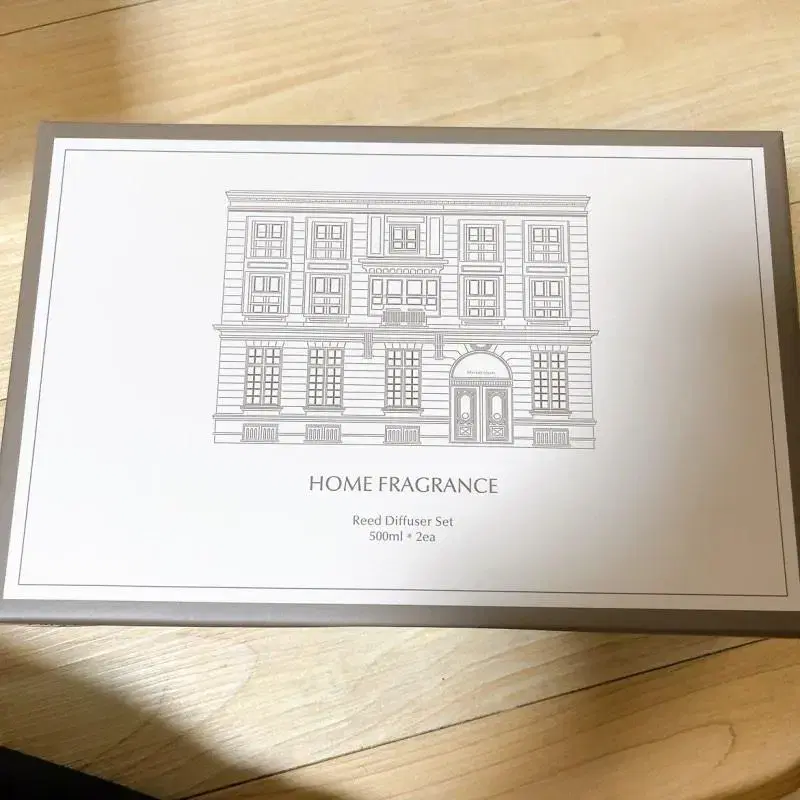 HOME FRAGRANCE
Reed Diffuser Set
500ml * 2ea